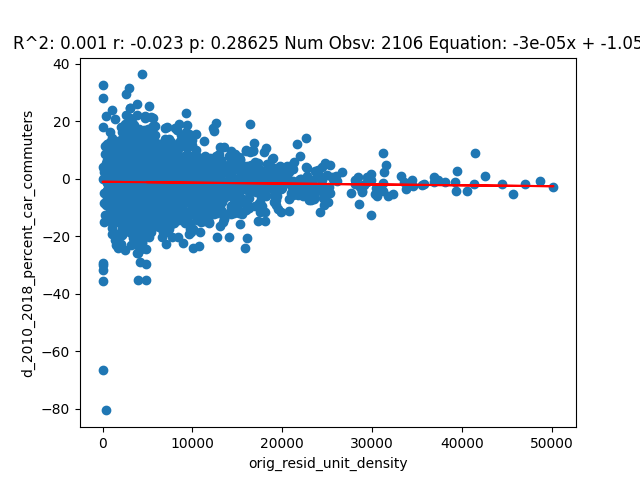 R^2: 0.001 r: -0.023 p: 0.28625 Num Obsv: 2106 Equation: -3e-05x + -1.05
40
20
0
−20
−40
−60
−80
d_2010_2018_percent_car_commuters
0 10000 20000 30000 40000 50000
orig_resid_unit_density